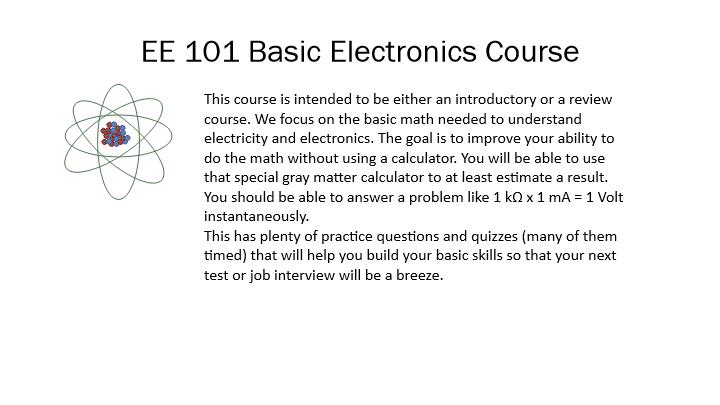 EE 101 Basic Electronics Course
This course is intended to be either an introductory or a review
course. We focus on the basic math needed to understand
electricity and electronics. The goal is to improve your ability to
do the math without using a calculator. You will be able to use
that special gray matter calculator to at least estimate a result.
You should be able to answer a problem like 1 kΩ x 1 mA = 1 Volt
instantaneously.
This has plenty of practice questions and quizzes (many of them
timed) that will help you build your basic skills so that your next
test or job interview will be a breeze.